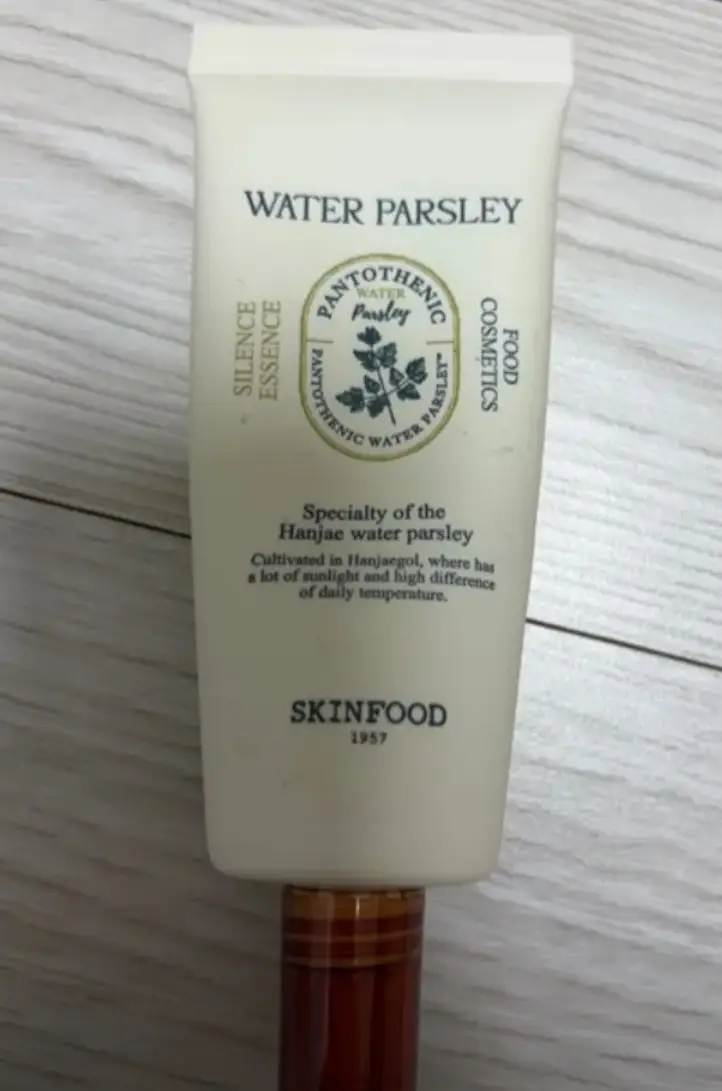 WATER PARSLEY
PANTOTHENIC
WATER
Parsley
PANTOTHENIC WATER PARSLEY™
SILENCE
ESSENCE
FOOD
COSMETICS
Specialty of the
Hanjae water parsley
Cultivated in Hanjaegol, where has
a lot of sunlight and high difference
of daily temperature.
SKINFOOD
1957